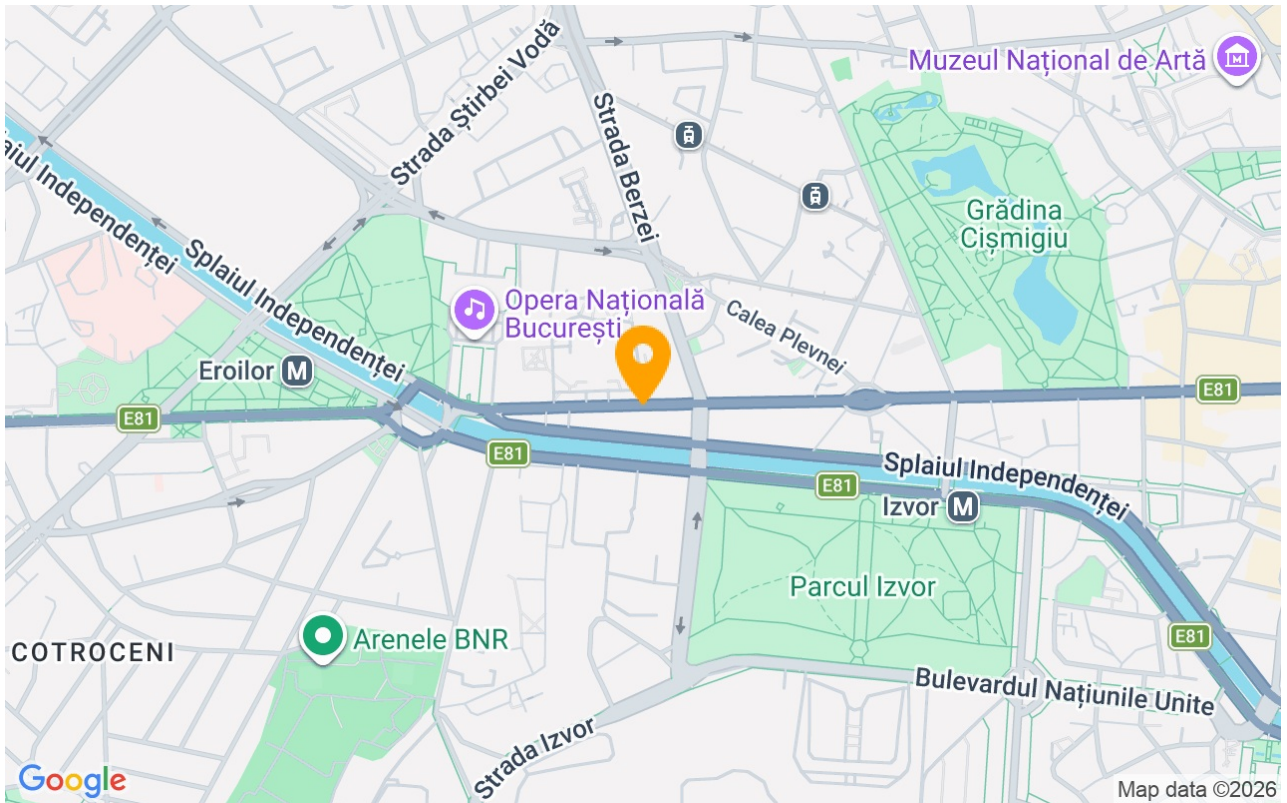 Muzeul Național de Artă
Strada Știrbei Vodă
Strada Berzei
Splaiul Independenței
aiul Independenței
Grădina
Cișmigiu
Opera Națională
București
Calea Plevnei
Eroilor M
E81
E81
E81
E81
Splaiul Independenței
Izvor M
Parcul Izvor
E81
Arenele BNR
COTROCENI
Bulevardul Națiunile Unite
Strada Izvor
Google
Map data ©2026